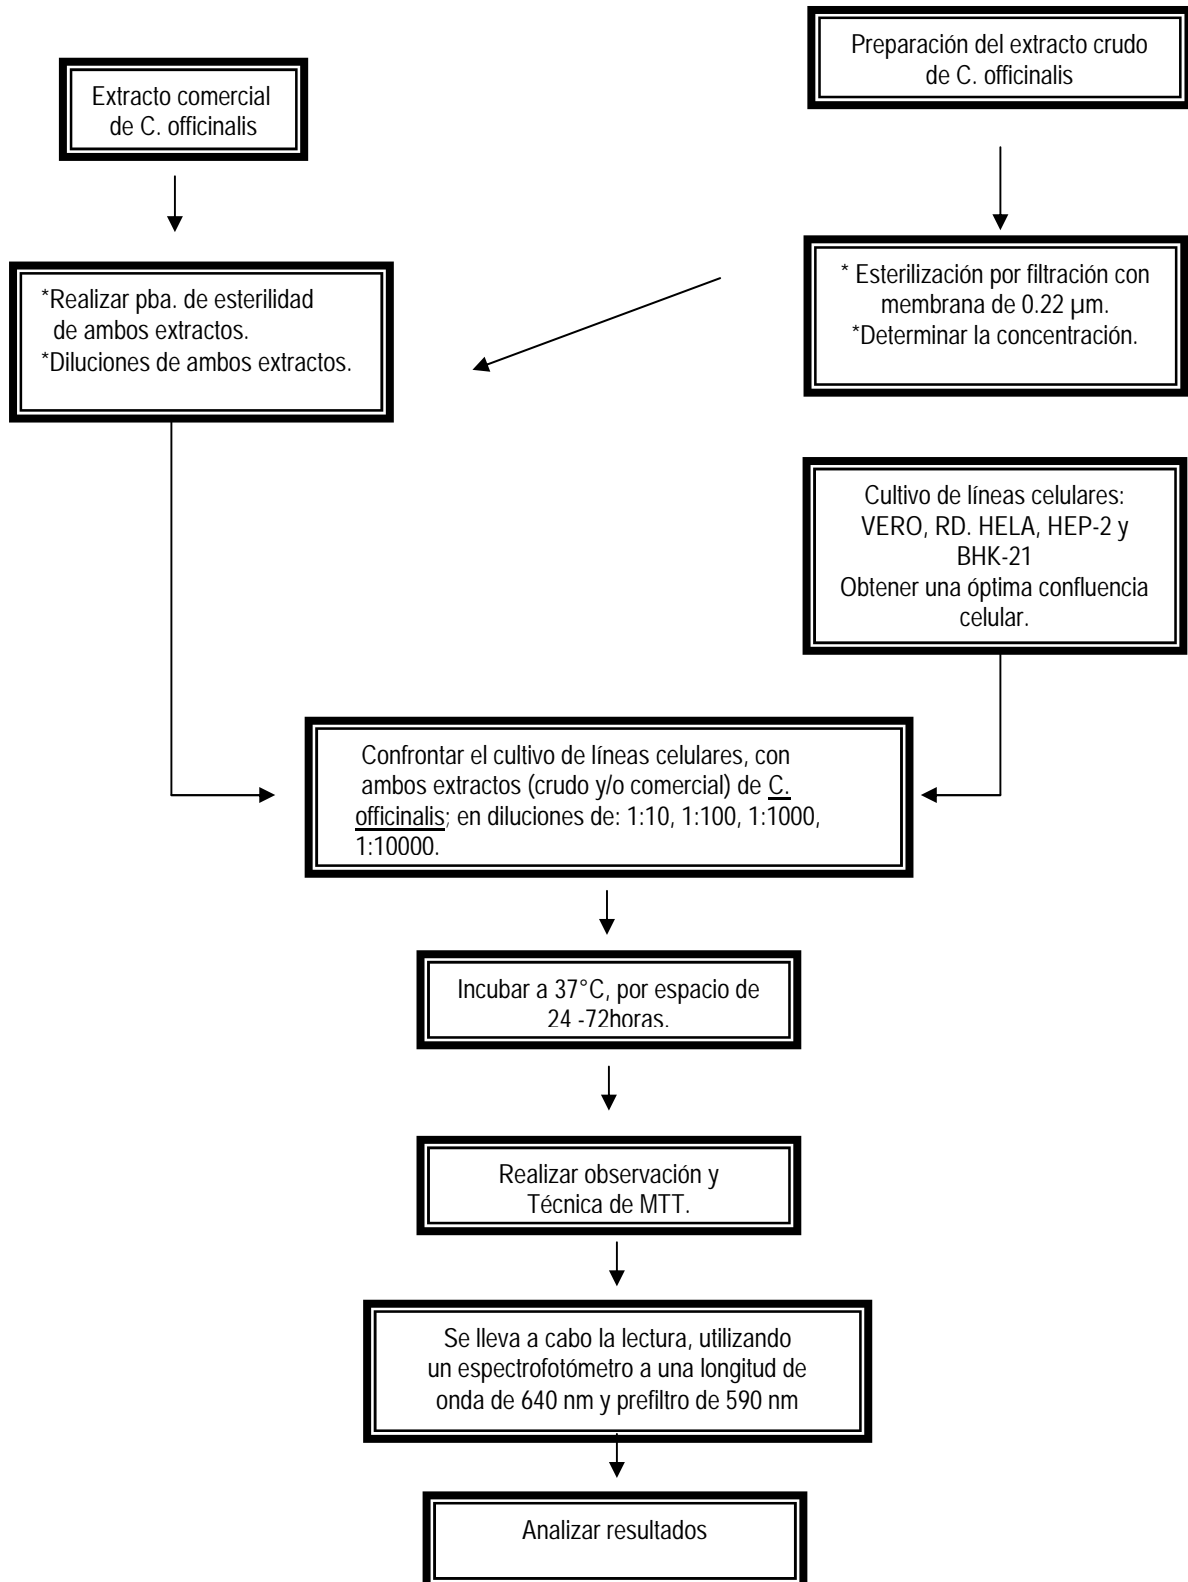 Preparación del extracto crudo
de C. officinalis
Extracto comercial
de C. officinalis
*Realizar pba. de esterilidad
de ambos extractos.
*Diluciones de ambos extractos.
* Esterilización por filtración con
membrana de 0.22 µm.
*Determinar la concentración.
Cultivo de líneas celulares:
VERO, RD. HELA, HEP-2 y
BHK-21
Obtener una óptima confluencia
celular.
Confrontar el cultivo de líneas celulares, con
ambos extractos (crudo y/o comercial) de C.
officinalis; en diluciones de: 1:10, 1:100, 1:1000,
1:10000.
Incubar a 37°C, por espacio de
24 -72horas.
Realizar observación y
Técnica de MTT.
Se lleva a cabo la lectura, utilizando
un espectrofotómetro a una longitud de
onda de 640 nm y prefiltro de 590 nm
Analizar resultados